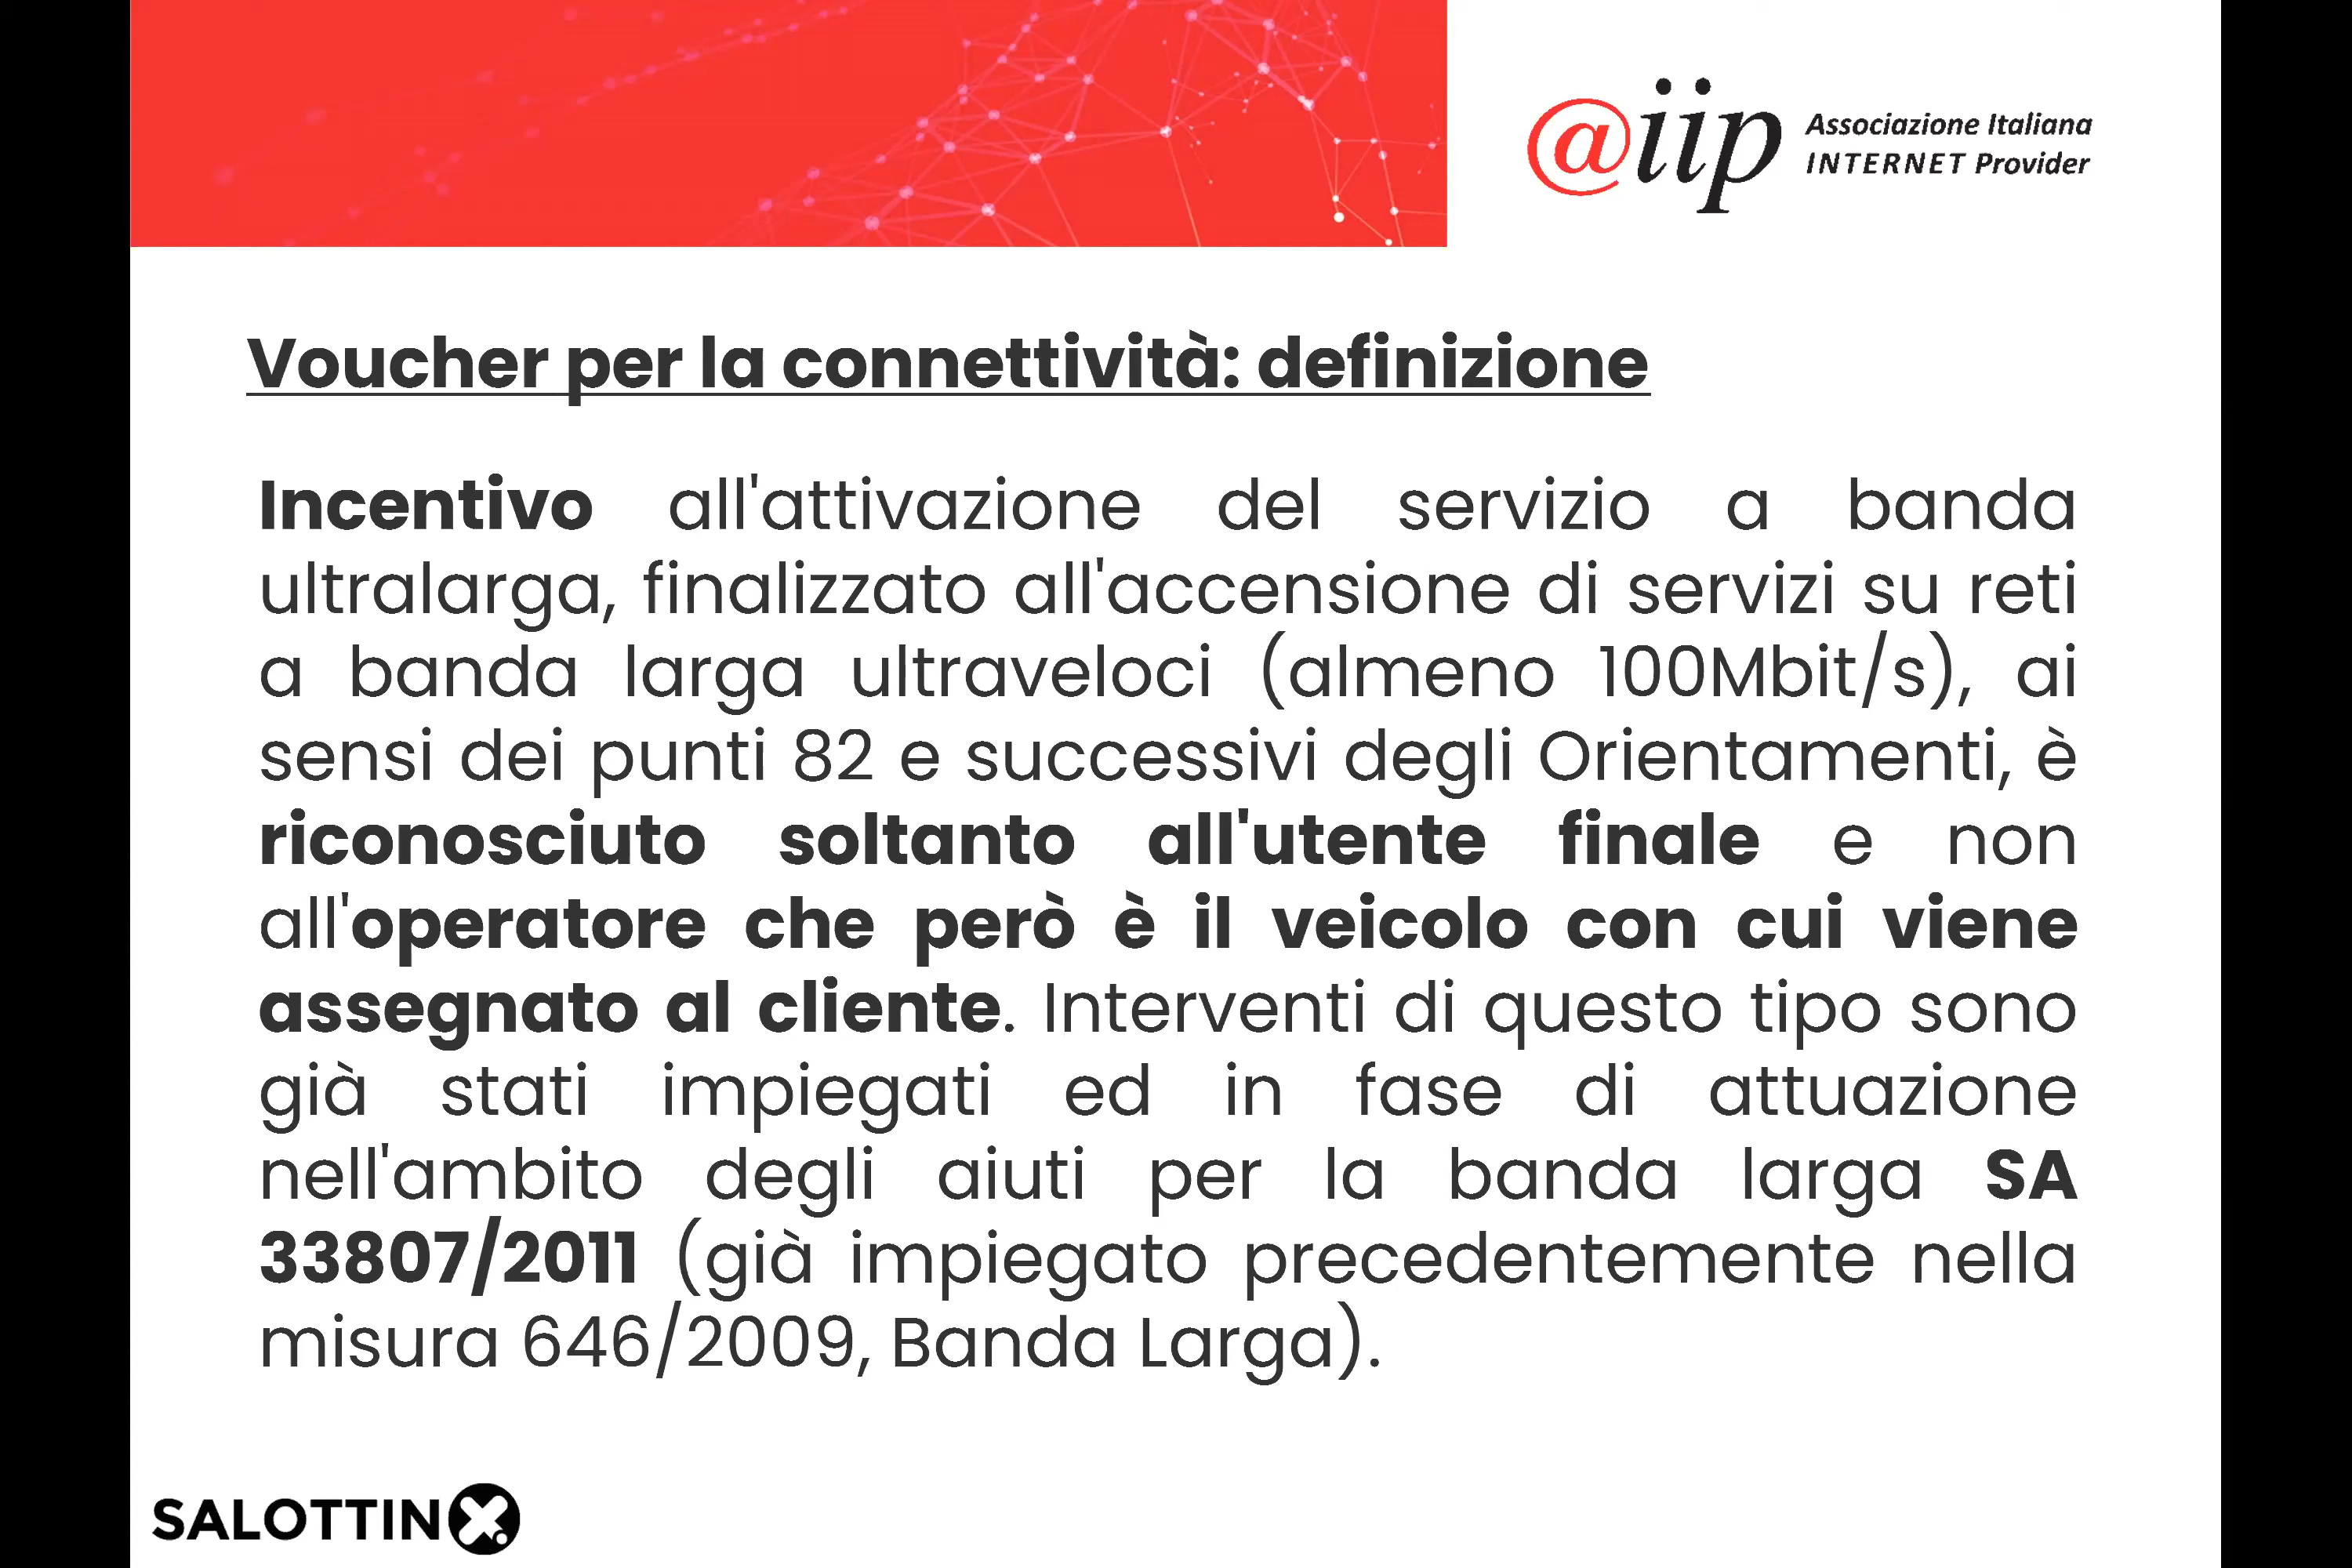 @iip Associazione Italiana
INTERNET Provider
Voucher per la connettività: definizione
Incentivo all'attivazione del servizio a banda
ultralarga, finalizzato all'accensione di servizi su reti
a banda larga ultraveloci (almeno 100Mbit/s), ai
sensi dei punti 82 e successivi degli Orientamenti, è
riconosciuto soltanto all'utente finale e non
all'operatore che però è il veicolo con cui viene
assegnato al cliente. Interventi di questo tipo sono
già stati impiegati ed in fase di attuazione
nell'ambito degli aiuti per la banda larga SA
33807/2011 (già impiegato precedentemente nella
misura 646/2009, Banda Larga).
SALOTTIN